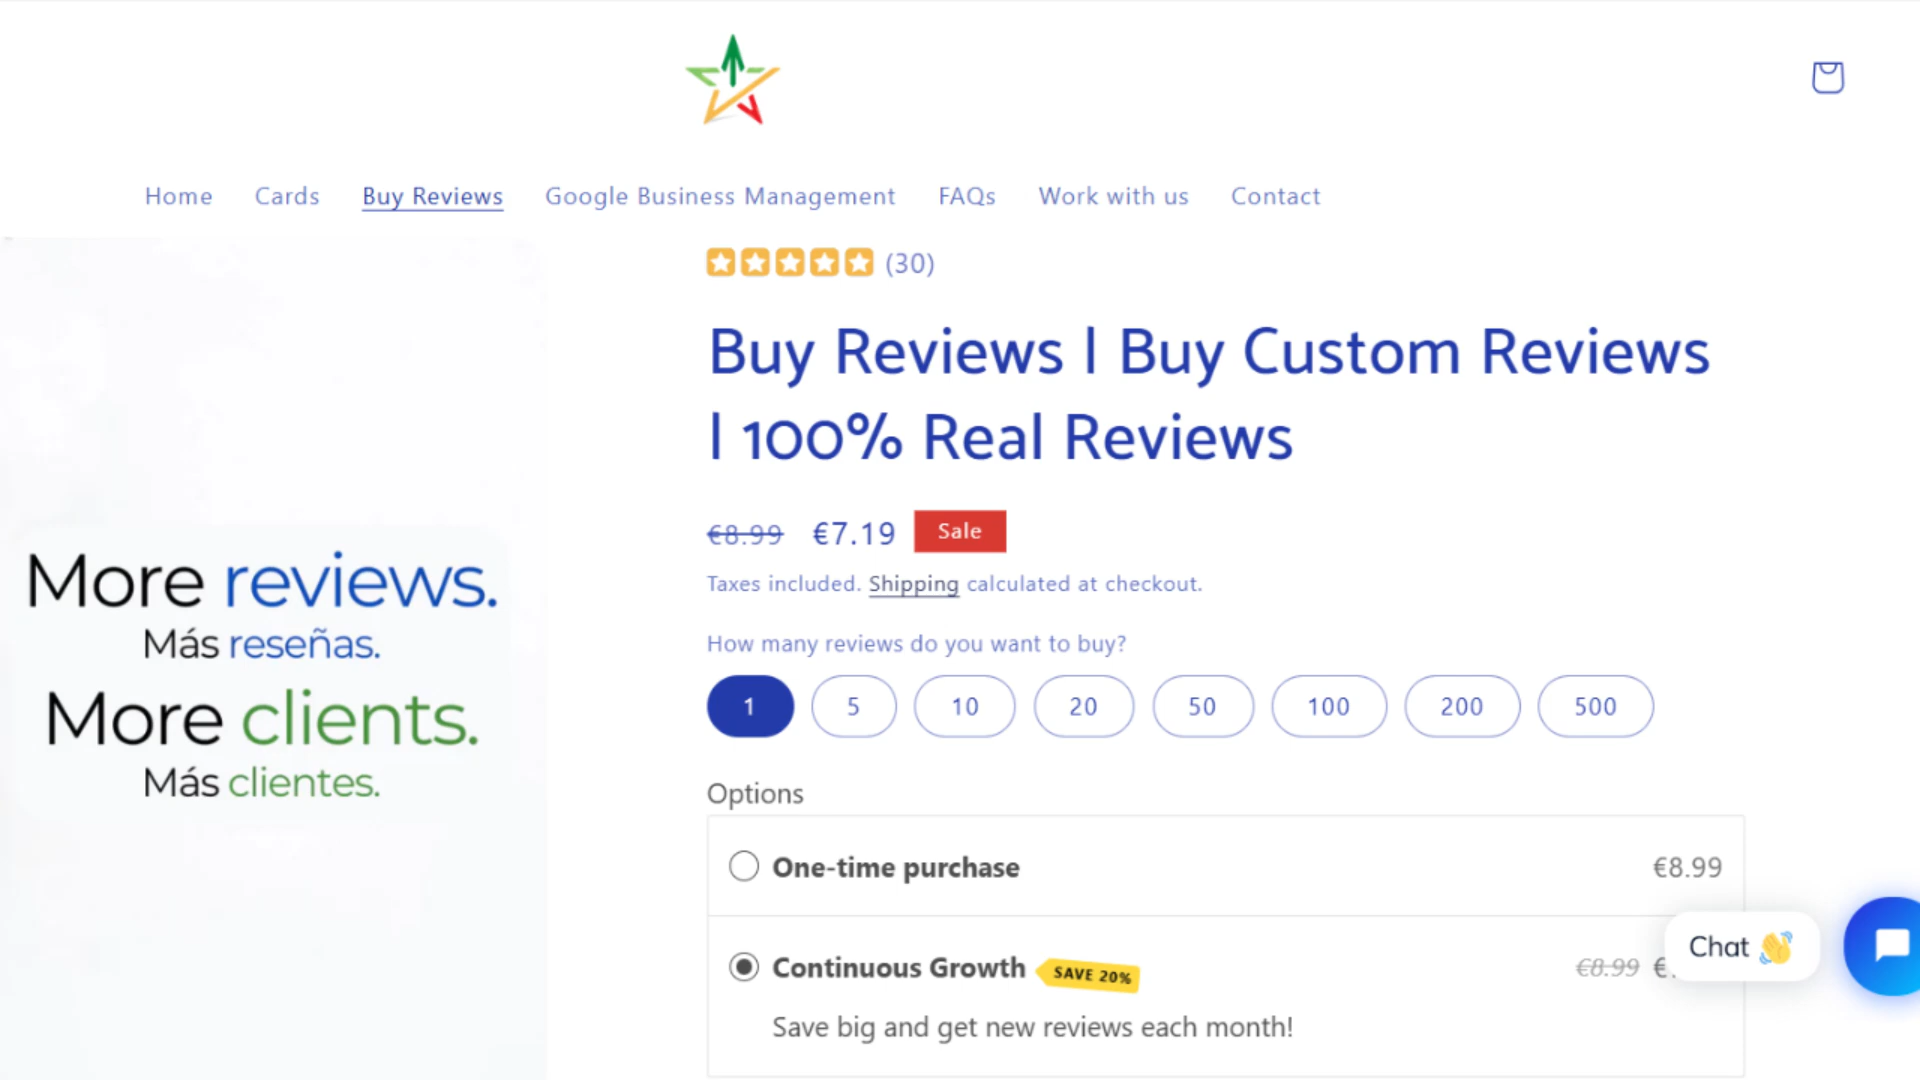 Home Cards Buy Reviews Google Business Management FAQs Work with us Contact
(30)
Buy Reviews | Buy Custom Reviews
| 100% Real Reviews
€8.99 €7.19 Sale
Taxes included. Shipping calculated at checkout.
How many reviews do you want to buy?
1 5 10 20 50 100 200 500
More reviews.
Más reseñas.
More clients.
Más clientes.
Options
One-time purchase €8.99
Continuous Growth SAVE 20% €8.99 €
Save big and get new reviews each month!
Chat